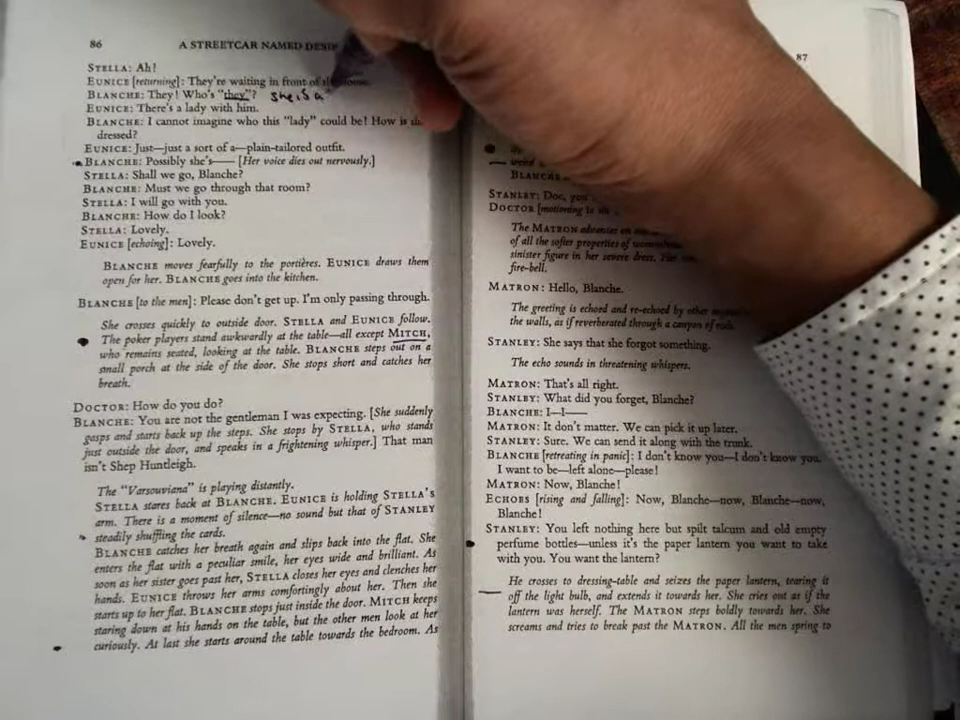 86 A STREETCAR NAMED DESIR
STELLA: Ah!
EUNICE [returning]: They're waiting in front of
BLANCHE: They! Who's "they"? she is a
EUNICE: There's a lady with him.
BLANCHE: I cannot imagine who this "lady" could be! How is she
dressed?
EUNICE: Just—just a sort of a—plain-tailored outfit.
BLANCHE: Possibly she's—— [Her voice dies out nervously.]
STELLA: Shall we go, Blanche?
BLANCHE: Must we go through that room?
STELLA: I will go with you.
BLANCHE: How do I look?
STELLA: Lovely.
EUNICE [echoing]: Lovely.
BLANCHE moves fearfully to the portières. EUNICE draws them
open for her. BLANCHE goes into the kitchen.
BLANCHE [to the men]: Please don't get up. I'm only passing through.
She crosses quickly to outside door. STELLA and EUNICE follow.
The poker players stand awkwardly at the table—all except MITCH,
who remains seated, looking at the table. BLANCHE steps out on a
small porch at the side of the door. She stops short and catches her
breath.
DOCTOR: How do you do?
BLANCHE: You are not the gentleman I was expecting. [She suddenly
gasps and starts back up the steps. She stops by STELLA, who stands
just outside the door, and speaks in a frightening whisper.] That man
isn't Shep Huntleigh.
The "Varsouviana" is playing distantly.
STELLA stares back at BLANCHE. EUNICE is holding STELLA'S
arm. There is a moment of silence—no sound but that of STANLEY
steadily shuffling the cards.
BLANCHE catches her breath again and slips back into the flat. She
enters the flat with a peculiar smile, her eyes wide and brilliant. As
soon as her sister goes past her, STELLA closes her eyes and clenches her
hands. EUNICE throws her arms comfortingly about her. Then she
starts up to her flat. BLANCHE stops just inside the door. MITCH keeps
staring down at his hands on the table, but the other men look at her
curiously. At last she starts around the table towards the bedroom. As
87
BLANCHE
STANLEY: Doc, you
DOCTOR [motioning to the
The MATRON advances on
of all the softer properties of
sinister figure in her severe dress. Her
fire-bell.
MATRON: Hello, Blanche.
The greeting is echoed and re-echoed by other
the walls, as if reverberated through a canyon of rock.
STANLEY: She says that she forgot something.
The echo sounds in threatening whispers.
MATRON: That's all right.
STANLEY: What did you forget, Blanche?
BLANCHE: I—I——
MATRON: It don't matter. We can pick it up later.
STANLEY: Sure. We can send it along with the trunk.
BLANCHE [retreating in panic]: I don't know you—I don't know you.
I want to be—left alone—please!
MATRON: Now, Blanche!
ECHOES [rising and falling]: Now, Blanche—now, Blanche—now,
Blanche!
STANLEY: You left nothing here but spilt talcum and old empty
perfume bottles—unless it's the paper lantern you want to take
with you. You want the lantern?
He crosses to dressing-table and seizes the paper lantern, tearing it
off the light bulb, and extends it towards her. She cries out as if the
lantern was herself. The MATRON steps boldly towards her. She
screams and tries to break past the MATRON. All the men spring to